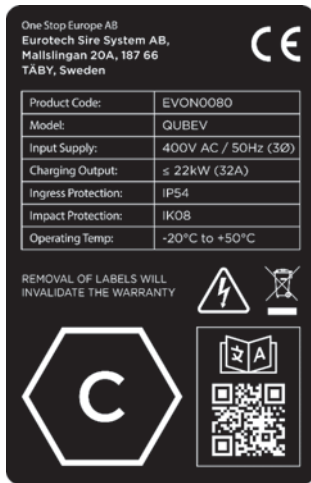 One Stop Europe AB
Eurotech Sire System AB,
Mallslingan 20A, 187 66
TÄBY, Sweden
CE
Product Code: EVON0080
Model: QUBEV
Input Supply: 400V AC / 50Hz (3Ø)
Charging Output: ≤ 22kW (32A)
Ingress Protection: IP54
Impact Protection: IK08
Operating Temp: -20°C to +50°C
REMOVAL OF LABELS WILL
INVALIDATE THE WARRANTY
文 A
C